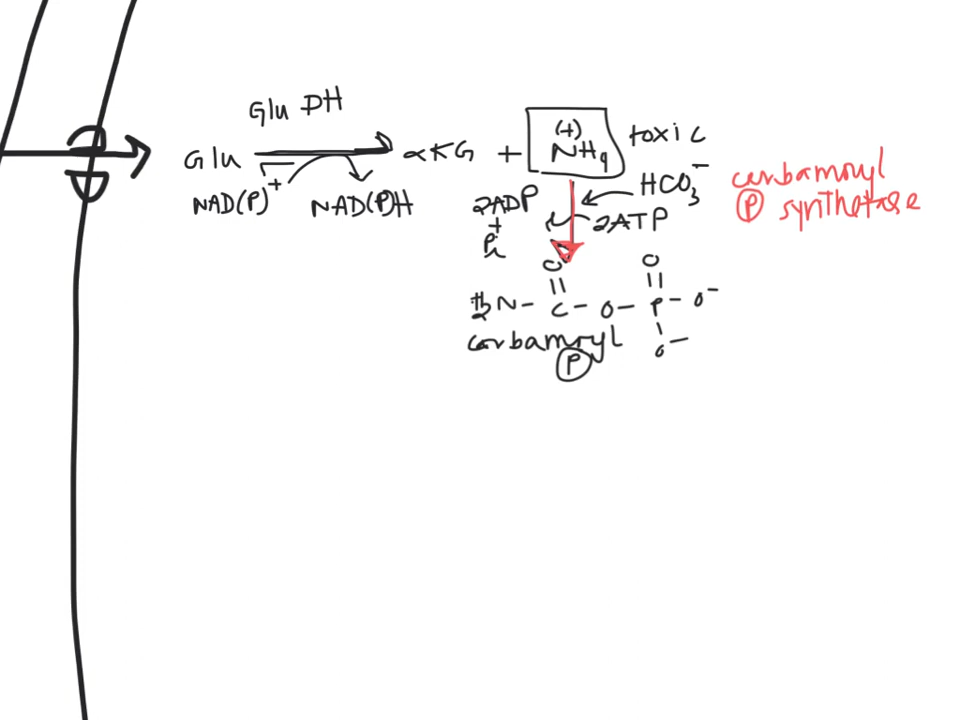 Glu DH
Glu ⇌ αKG + (+) NH4 toxic
NAD(P)+ NAD(P)H
HCO3-
2ADP + Pi
2ATP
carbamoyl
P synthetase
O O
|| ||
H2N - C - O - P - O-
O-
carbamoyl
P